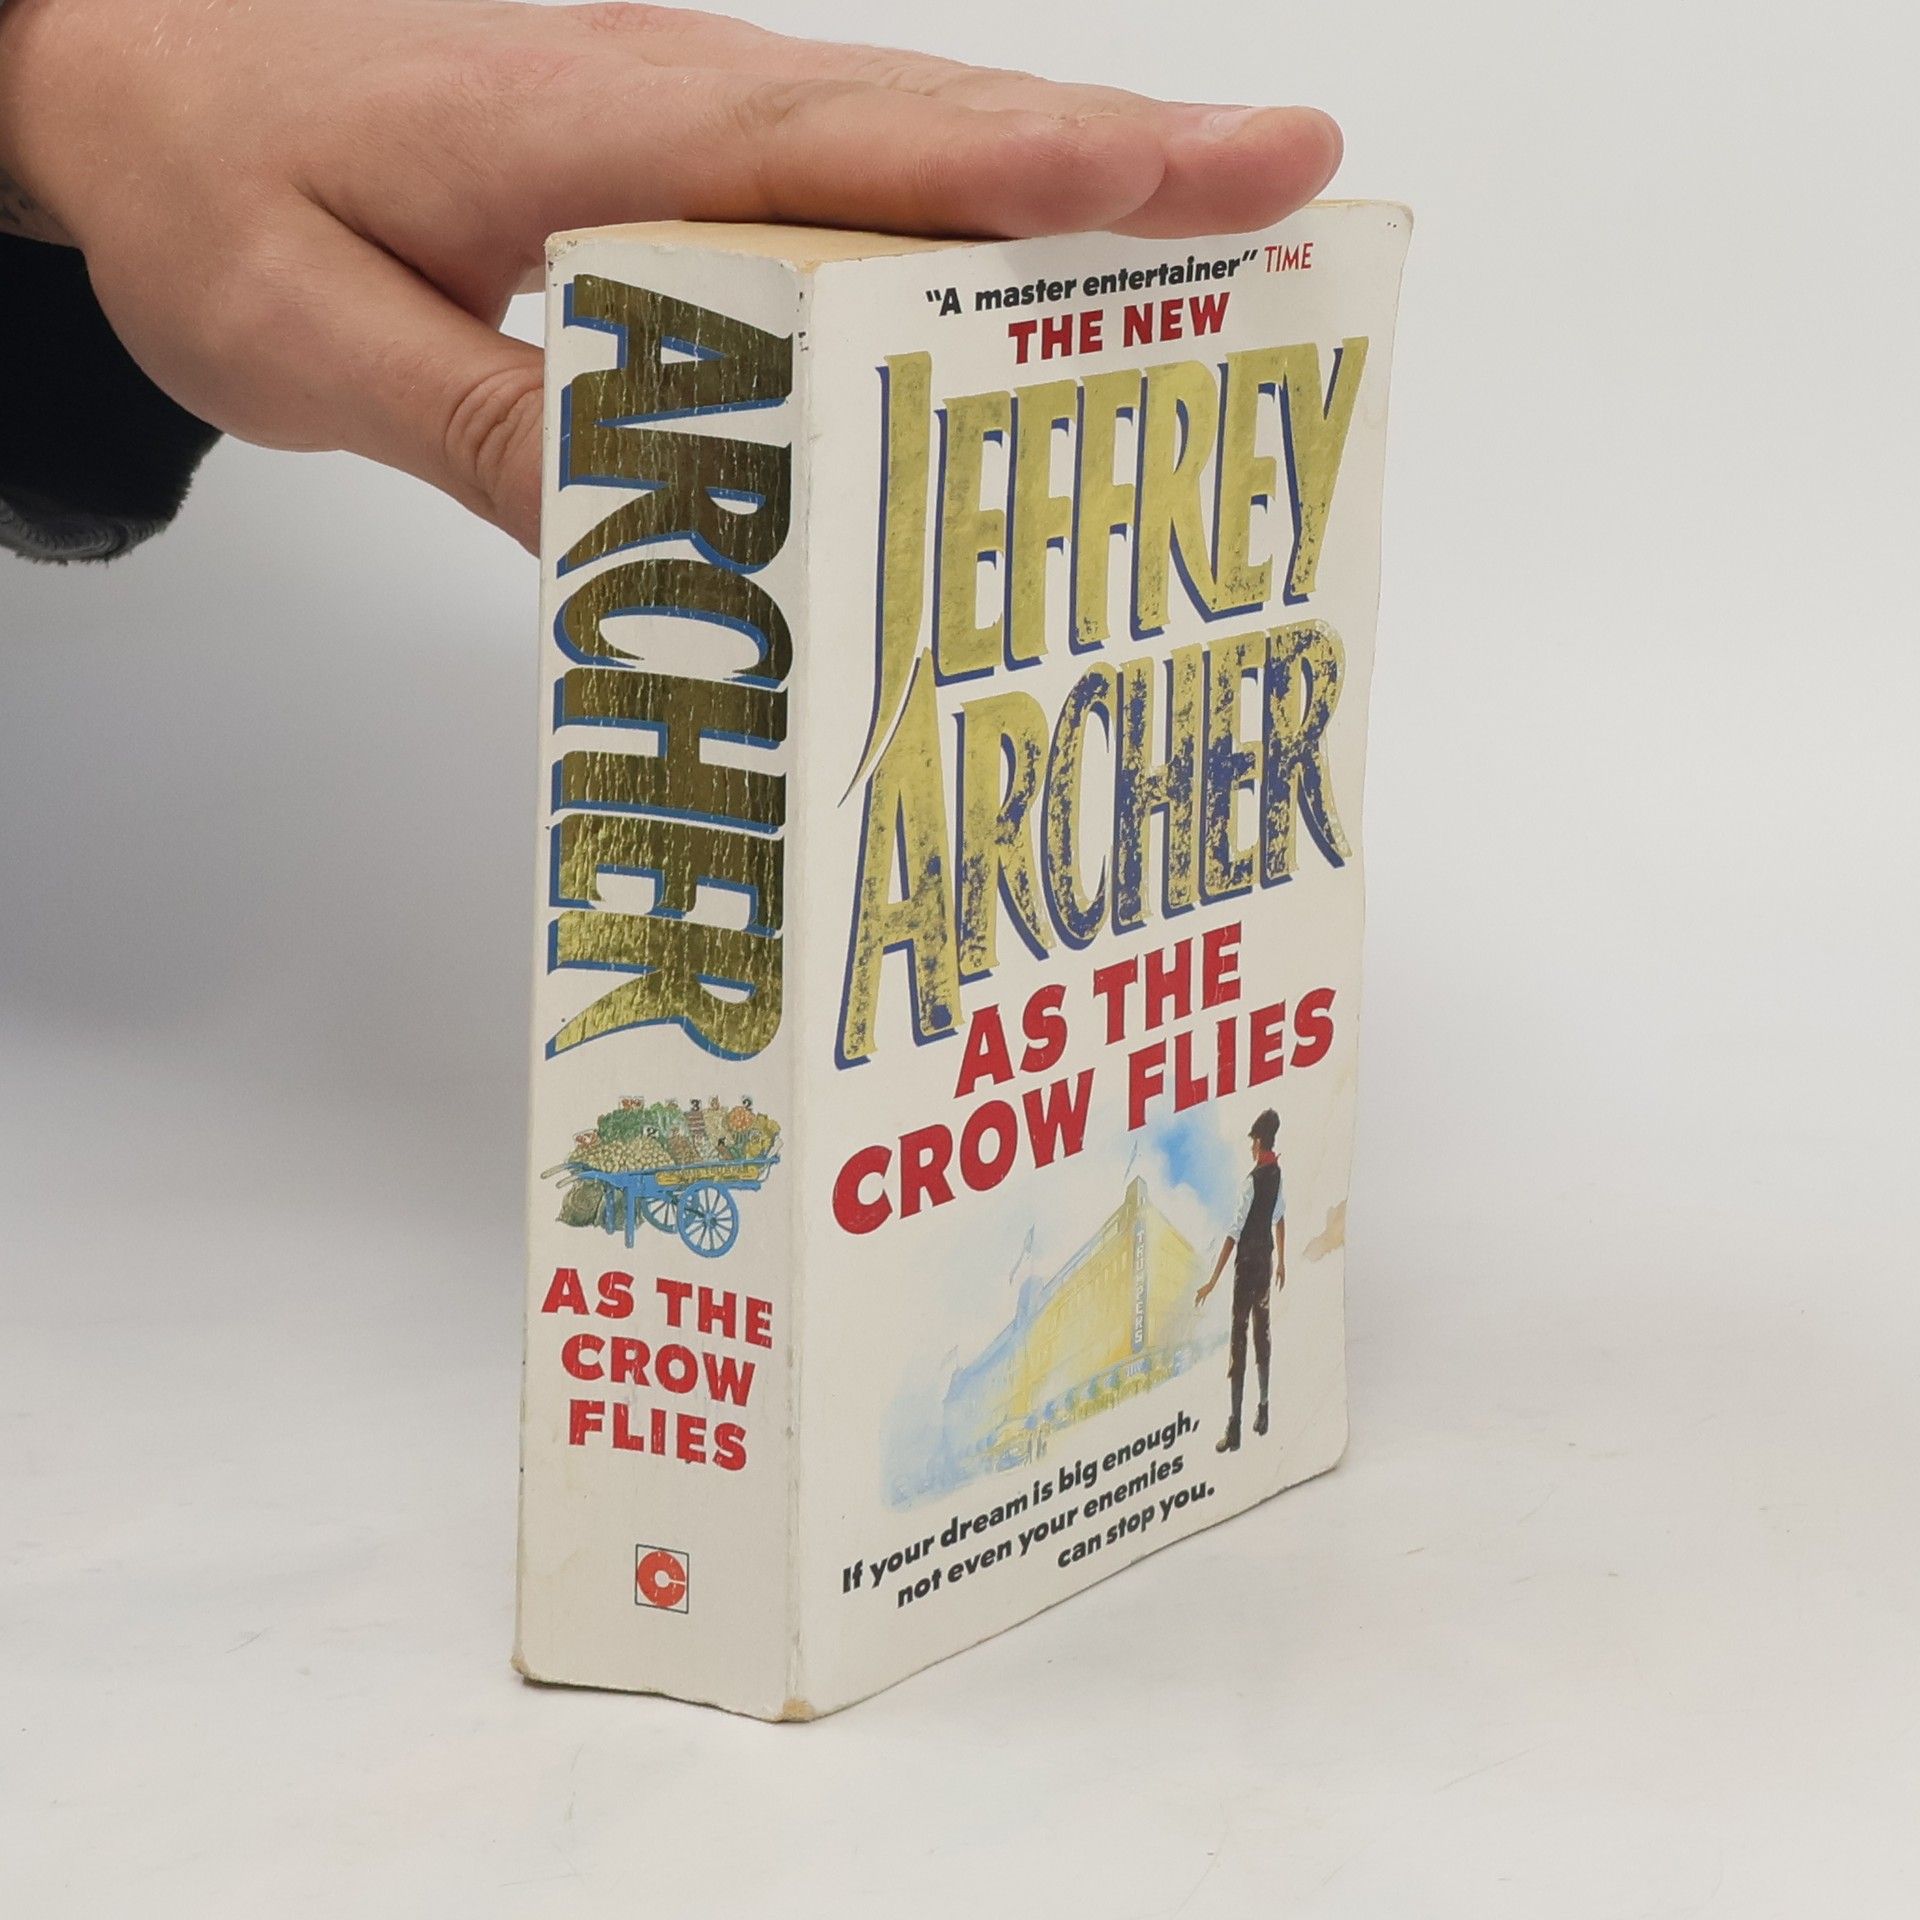 ARCHER
AS THE
CROW
FLIES
"A master entertainer" TIME
THE NEW
JEFFREY
ARCHER
AS THE
CROW FLIES
TRUMPERS
If your dream is big enough,
not even your enemies
can stop you.